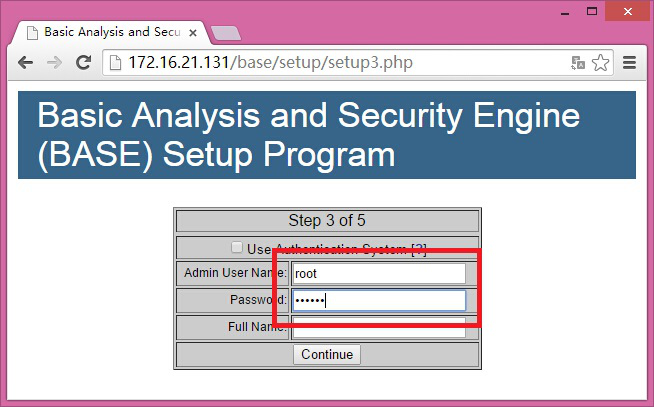 Basic Analysis and Secu
172.16.21.131/base/setup/setup3.php
Basic Analysis and Security Engine
(BASE) Setup Program
Step 3 of 5
Use Authentication System [?]
Admin User Name: root
Password: ••••••
Full Name:
Continue